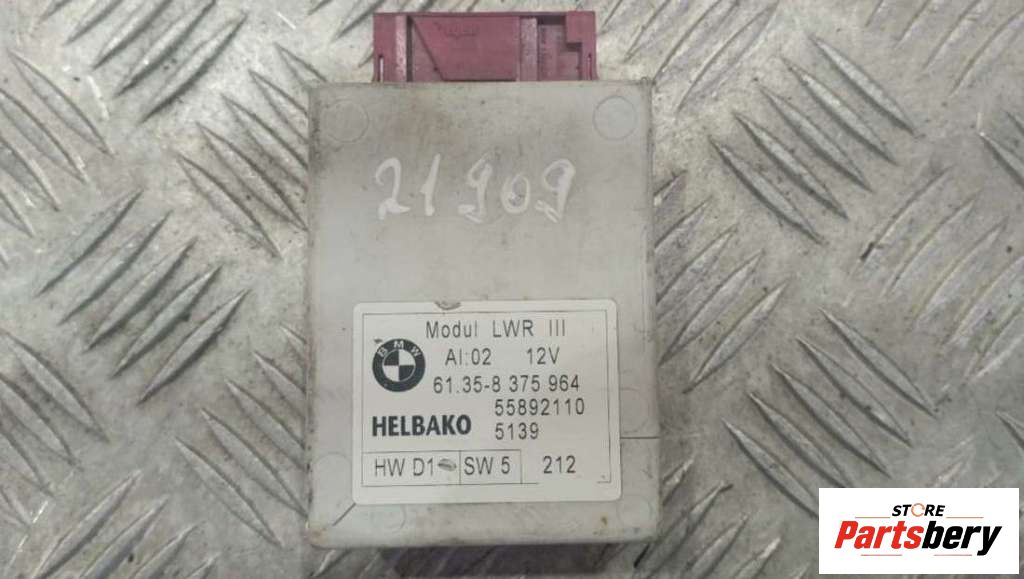 21909
Modul LWR III
BMW
AI:02 12V
61.35-8 375 964
55892110
HELBAKO
5139
HW D1 SW 5 212
STORE
Partsbery